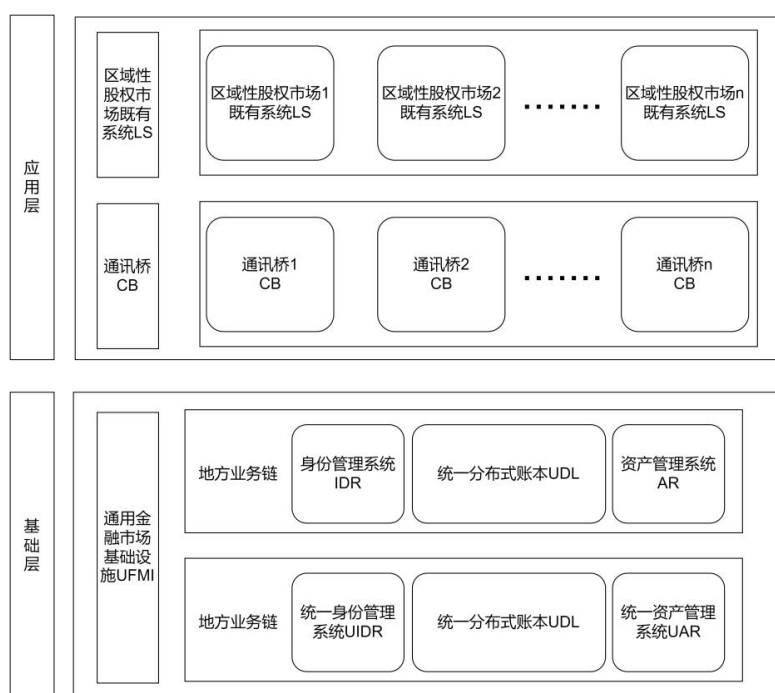 应
用
层
区域性
股权市
场既有
系统LS
区域性股权市场1
既有系统LS
区域性股权市场2
既有系统LS
区域性股权市场n
既有系统LS
通讯桥
CB
通讯桥1
CB
通讯桥2
CB
通讯桥n
CB
基
础
层
通用金
融市场
基础设
施UFMI
地方业务链
身份管理系统
IDR
统一分布式账本UDL
资产管理系统
AR
地方业务链
统一身份管理
系统UIDR
统一分布式账本UDL
统一资产管理
系统UAR